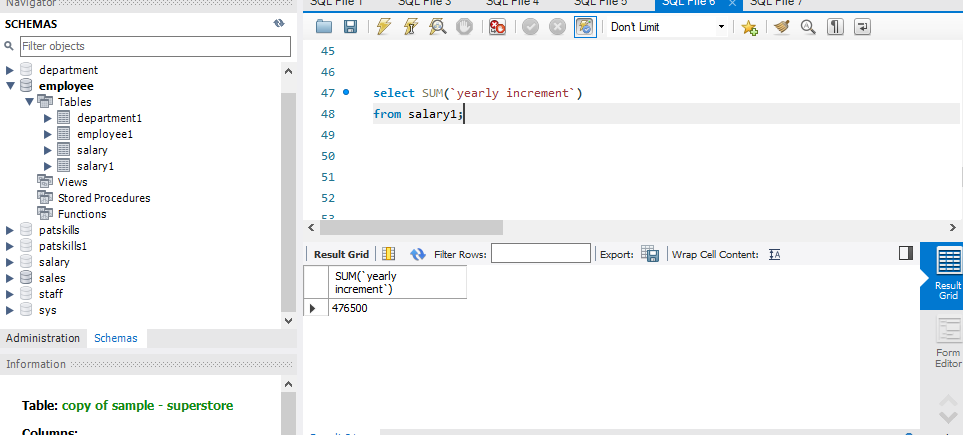 Navigator
SQL File 1 SQL File 3 SQL File 4 SQL File 5 SQL File 6 SQL File 7
SCHEMAS
Filter objects
department
employee
Tables
department1
employee1
salary
salary1
Views
Stored Procedures
Functions
patskills
patskills1
salary
sales
staff
sys
Administration Schemas
Information
Table: copy of sample - superstore
Columns:
Don't Limit
45
46
47 select SUM(`yearly increment`)
48 from salary1;
49
50
51
52
53
Result Grid Filter Rows: Export: Wrap Cell Content:
SUM(`yearly
increment`)
476500
Result
Grid
Form
Editor